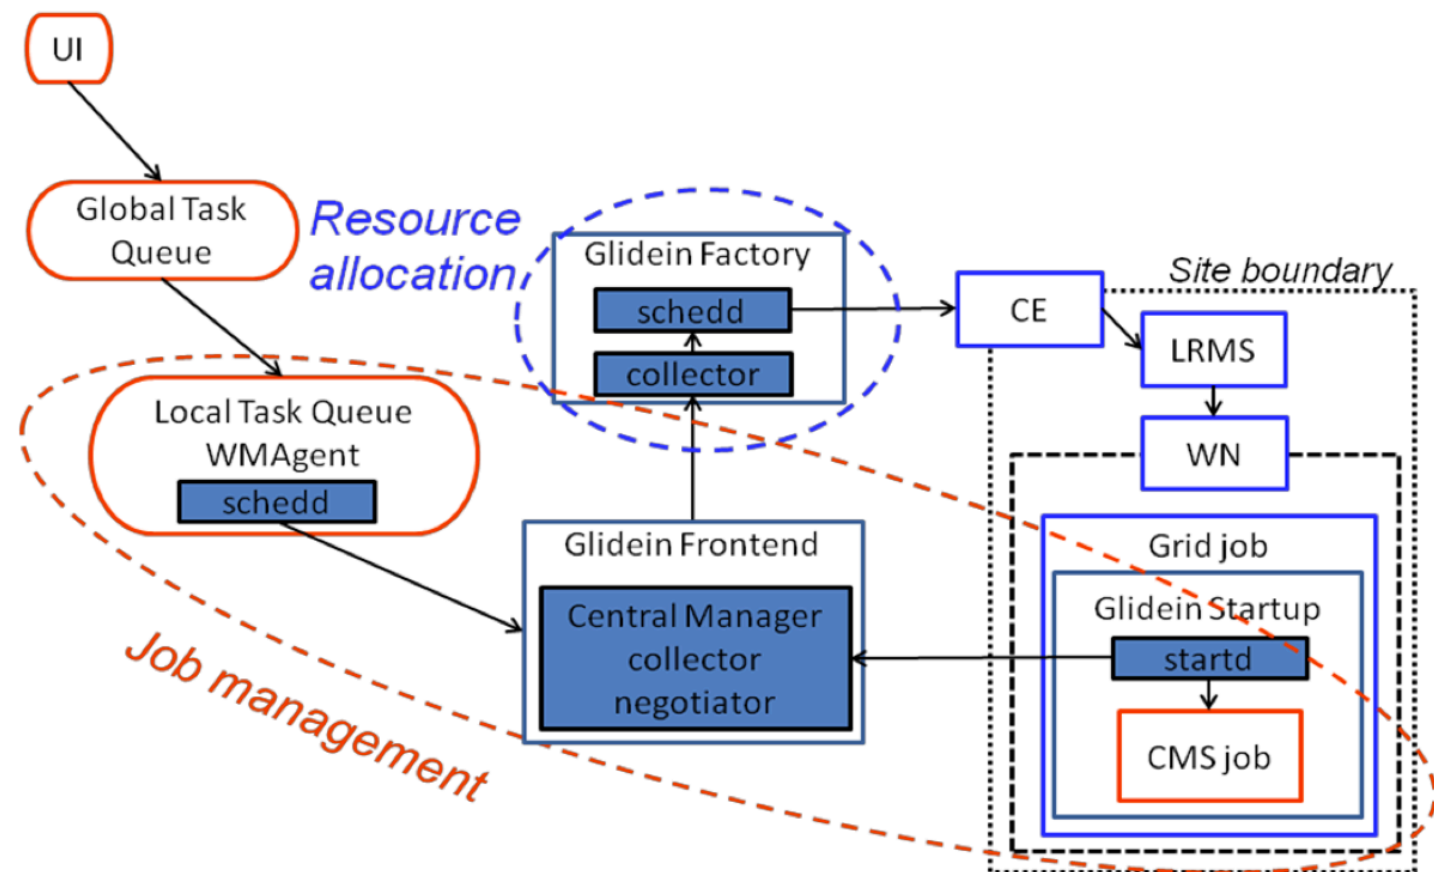 UI
Global Task
Queue
Resource
allocation
Glidein Factory
schedd
collector
Site boundary
CE
LRMS
WN
Local Task Queue
WMAgent
schedd
Glidein Frontend
Central Manager
collector
negotiator
Grid job
Glidein Startup
startd
CMS job
Job management